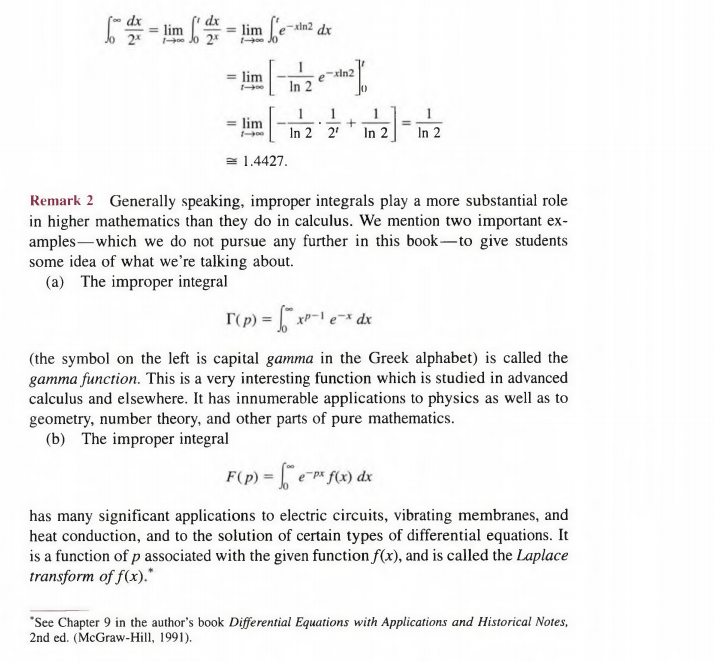 ∫₀^∞ dx/2ˣ = lim_{t→∞} ∫₀ᵗ dx/2ˣ = lim_{t→∞} ∫₀ᵗ e^{−x ln 2} dx
= lim_{t→∞} [−(1/ln 2) e^{−x ln 2}]₀ᵗ
= lim_{t→∞} [−(1/ln 2) · (1/2ᵗ) + 1/ln 2] = 1/ln 2
≅ 1.4427.
Remark 2 Generally speaking, improper integrals play a more substantial role
in higher mathematics than they do in calculus. We mention two important ex-
amples—which we do not pursue any further in this book—to give students
some idea of what we're talking about.
(a) The improper integral
Γ(p) = ∫₀^∞ x^{p−1} e^{−x} dx
(the symbol on the left is capital gamma in the Greek alphabet) is called the
gamma function. This is a very interesting function which is studied in advanced
calculus and elsewhere. It has innumerable applications to physics as well as to
geometry, number theory, and other parts of pure mathematics.
(b) The improper integral
F(p) = ∫₀^∞ e^{−px} f(x) dx
has many significant applications to electric circuits, vibrating membranes, and
heat conduction, and to the solution of certain types of differential equations. It
is a function of p associated with the given function f(x), and is called the Laplace
transform of f(x).*
*See Chapter 9 in the author's book Differential Equations with Applications and Historical Notes,
2nd ed. (McGraw-Hill, 1991).